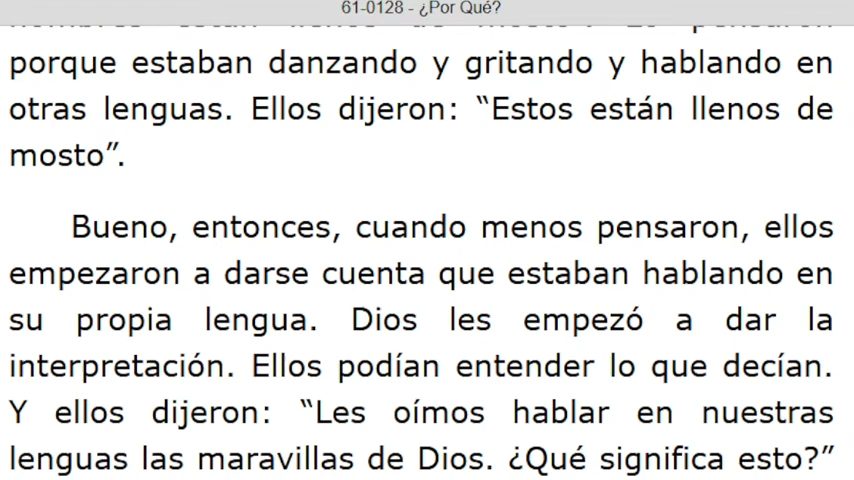 61-0128 - ¿Por Qué?
porque estaban danzando y gritando y hablando en
otras lenguas. Ellos dijeron: “Estos están llenos de
mosto”.
Bueno, entonces, cuando menos pensaron, ellos
empezaron a darse cuenta que estaban hablando en
su propia lengua. Dios les empezó a dar la
interpretación. Ellos podían entender lo que decían.
Y ellos dijeron: “Les oímos hablar en nuestras
lenguas las maravillas de Dios. ¿Qué significa esto?”